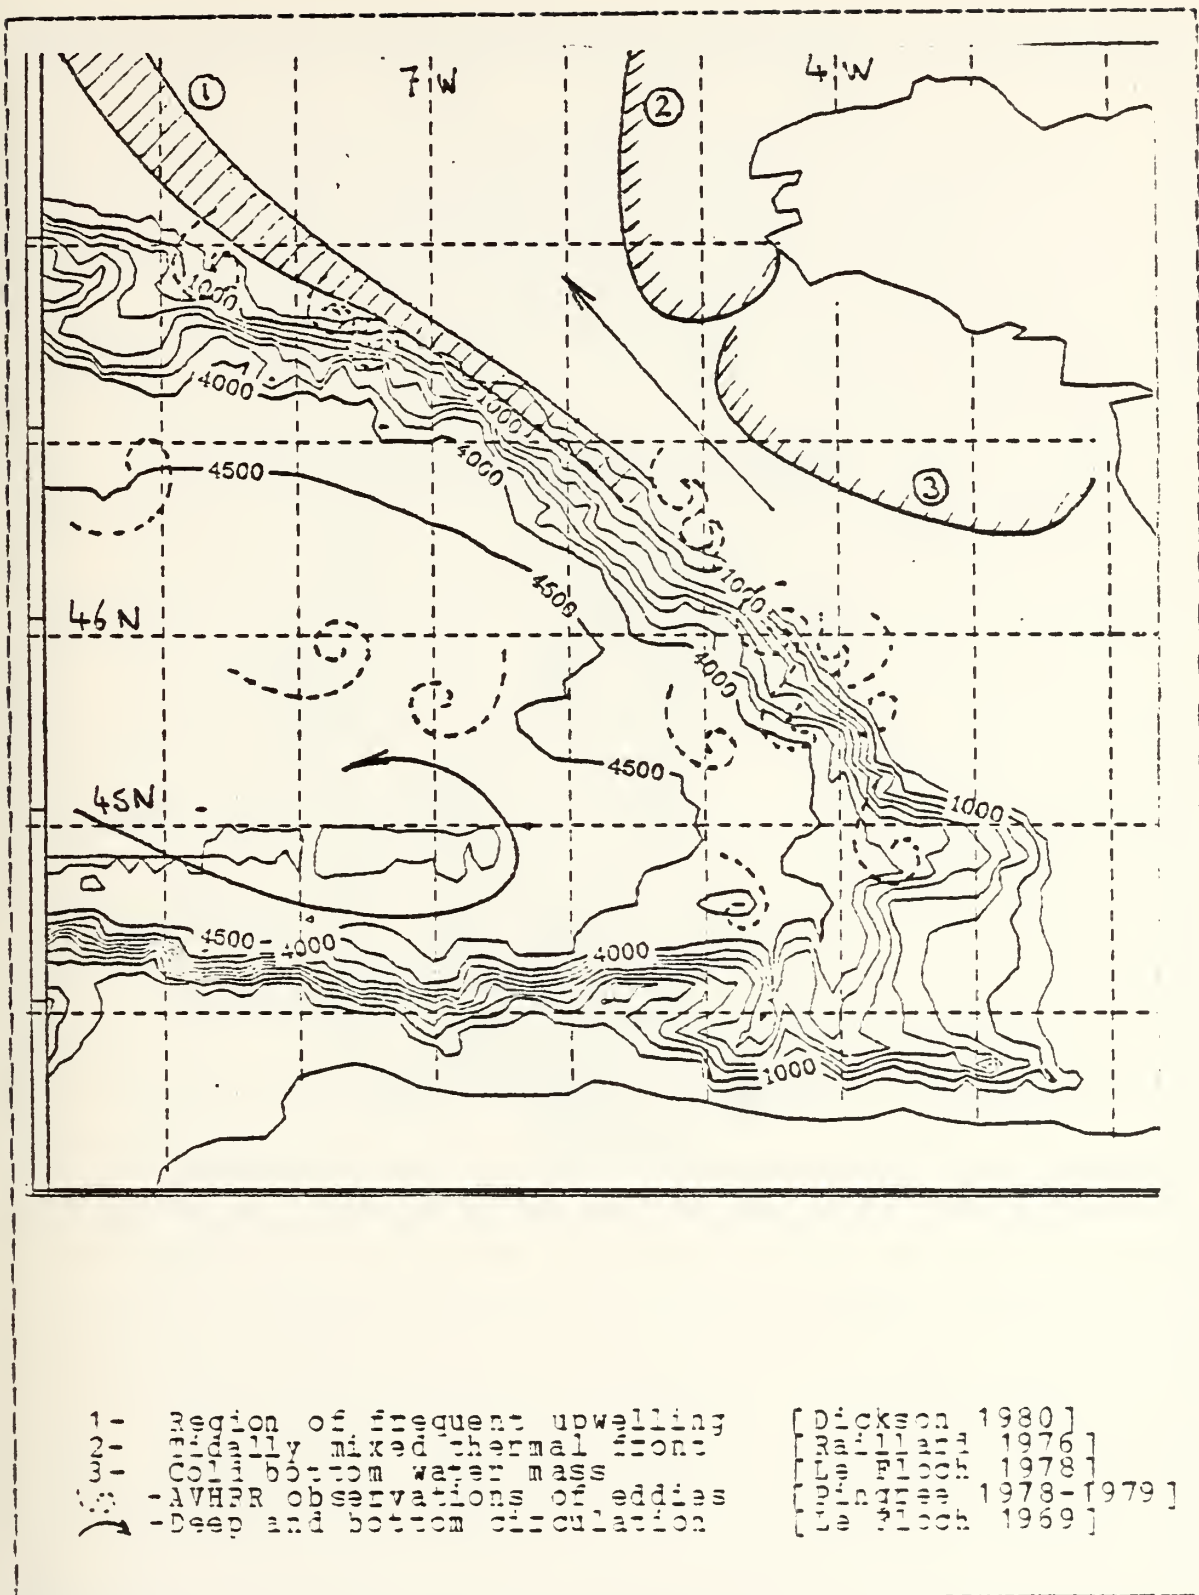 ① 7 W ② 4 W
1000
4000 1000
4500 4000
③
4500 1000
46 N
4000
4500
45N 1000
4500 - 4000 4000
1000
1- Region of frequent upwelling [Dickson 1980]
2- Tidally mixed thermal front [Raillard 1976]
3- Cold bottom water mass [Le Floch 1978]
-AVHRR observations of eddies [Pingree 1978-1979]
-Deep and bottom circulation [Le Floch 1969]